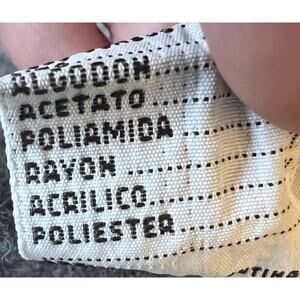 ALGODON
ACETATO
POLIAMIDA
RAYON
ACRILICO
POLIESTER